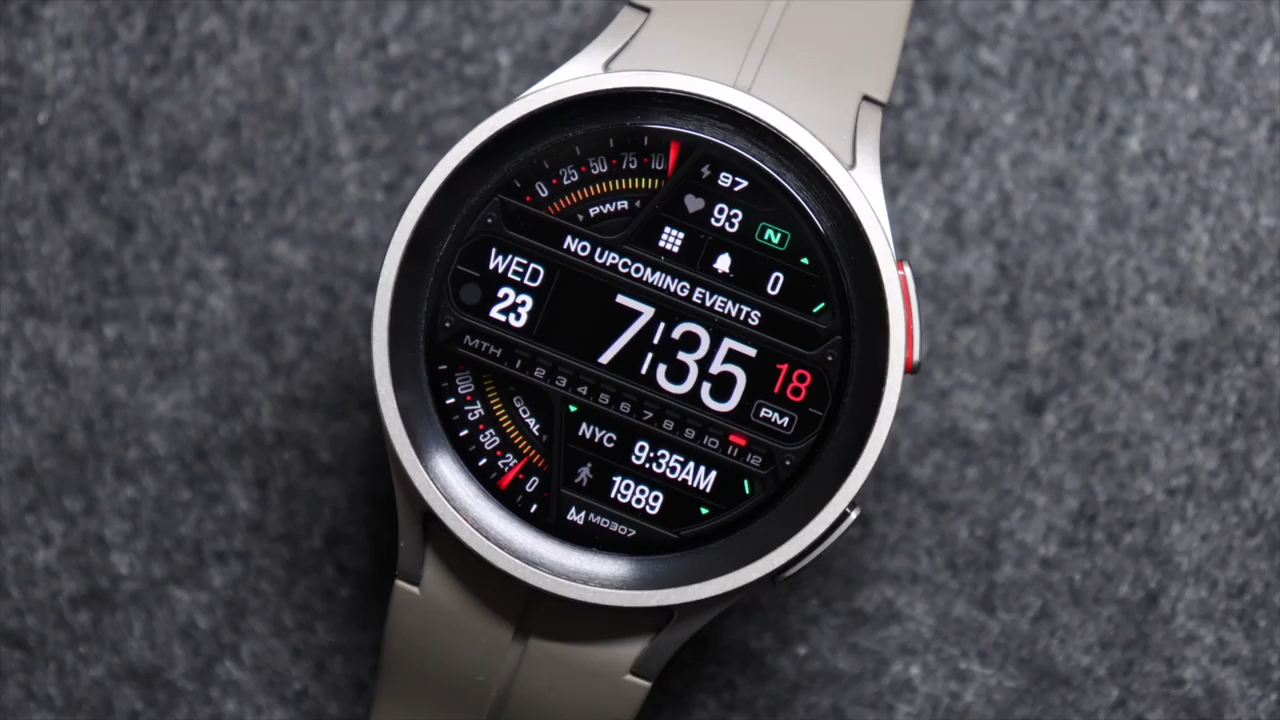 0 25 50 75 10
PWR
97
93
N
0
NO UPCOMING EVENTS
WED
23
7:35
18
PM
MTH 1 2 3 4 5 6 7 8 9 10 11 12
100 75 50 25 0
GOAL
NYC 9:35AM
1989
MD307